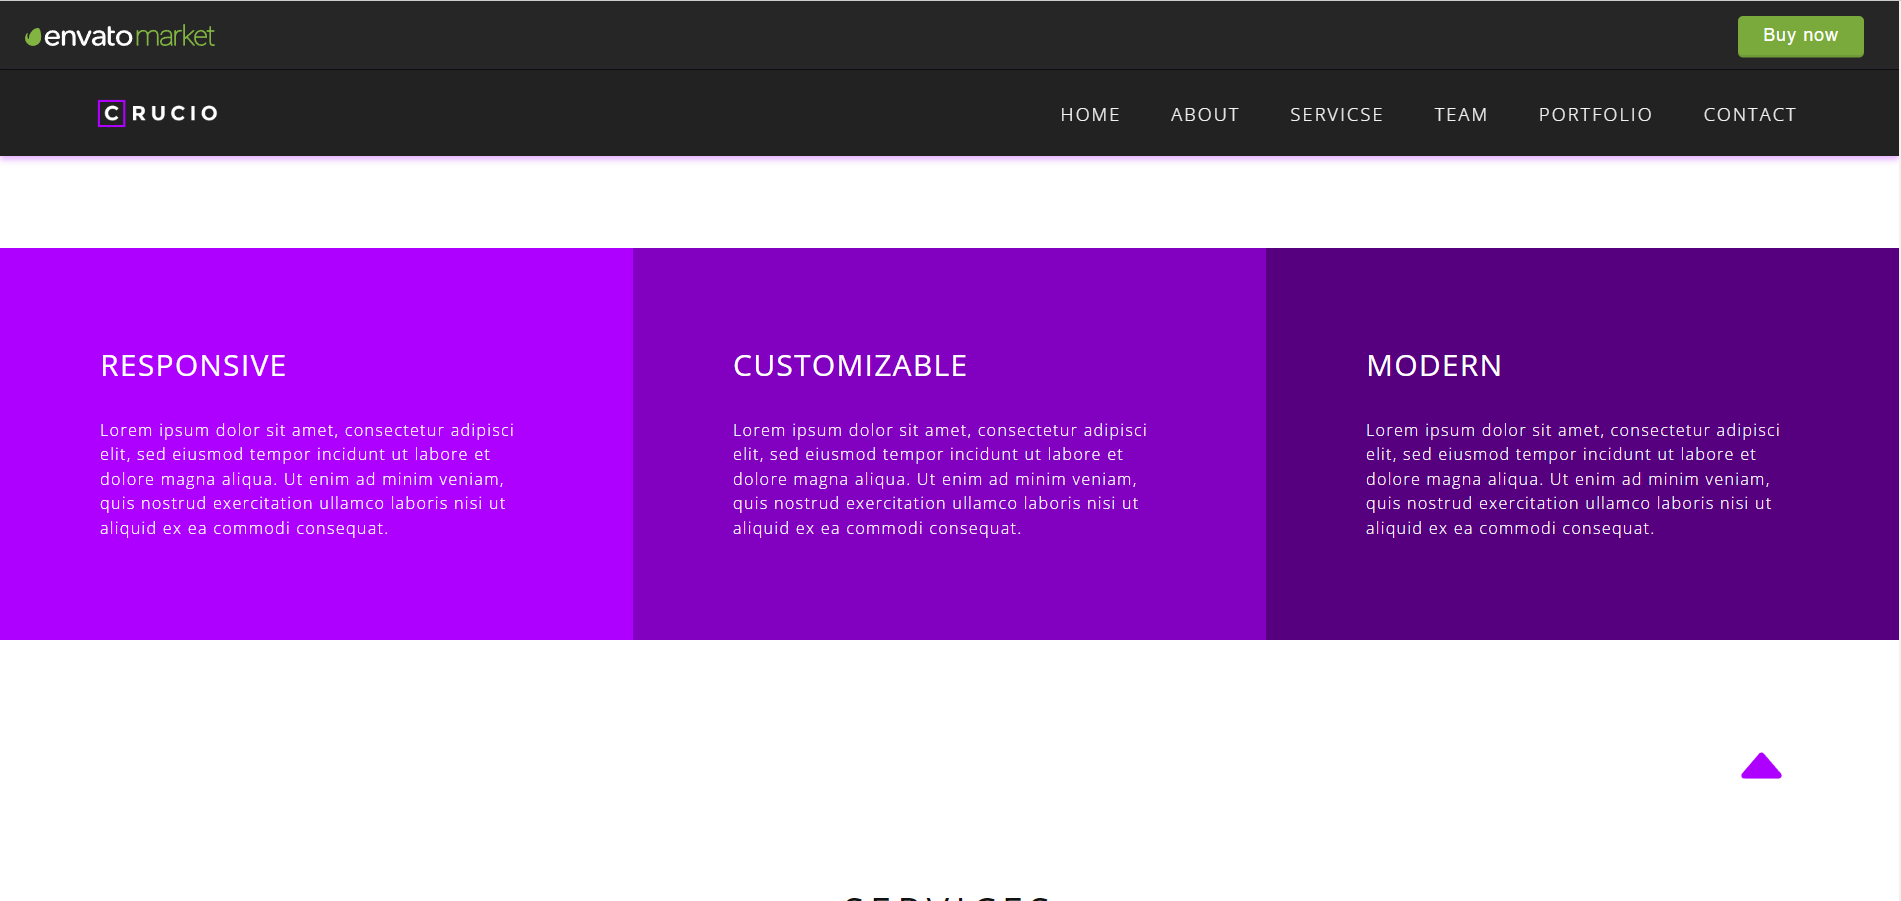 envato market
Buy now
CRUCIO
HOME ABOUT SERVICSE TEAM PORTFOLIO CONTACT
RESPONSIVE
Lorem ipsum dolor sit amet, consectetur adipisci
elit, sed eiusmod tempor incidunt ut labore et
dolore magna aliqua. Ut enim ad minim veniam,
quis nostrud exercitation ullamco laboris nisi ut
aliquid ex ea commodi consequat.
CUSTOMIZABLE
Lorem ipsum dolor sit amet, consectetur adipisci
elit, sed eiusmod tempor incidunt ut labore et
dolore magna aliqua. Ut enim ad minim veniam,
quis nostrud exercitation ullamco laboris nisi ut
aliquid ex ea commodi consequat.
MODERN
Lorem ipsum dolor sit amet, consectetur adipisci
elit, sed eiusmod tempor incidunt ut labore et
dolore magna aliqua. Ut enim ad minim veniam,
quis nostrud exercitation ullamco laboris nisi ut
aliquid ex ea commodi consequat.
SERVICES